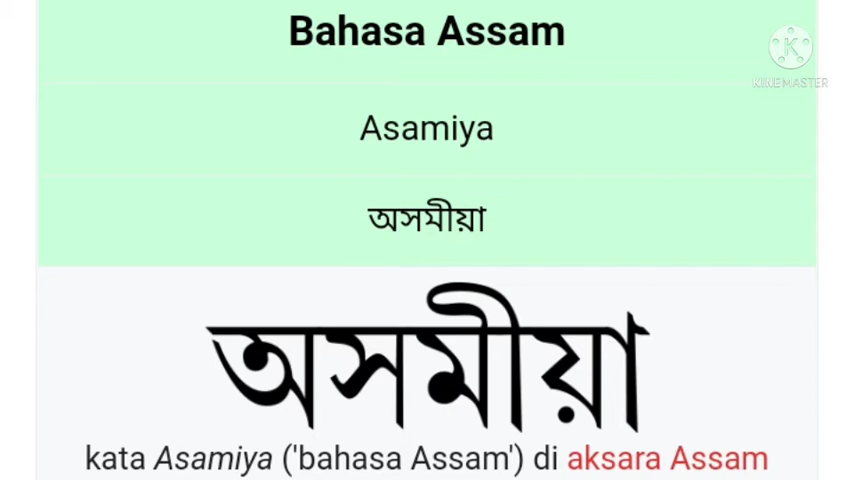 Bahasa Assam
KINEMASTER
Asamiya
অসমীয়া
অসমীয়া
kata Asamiya ('bahasa Assam') di aksara Assam